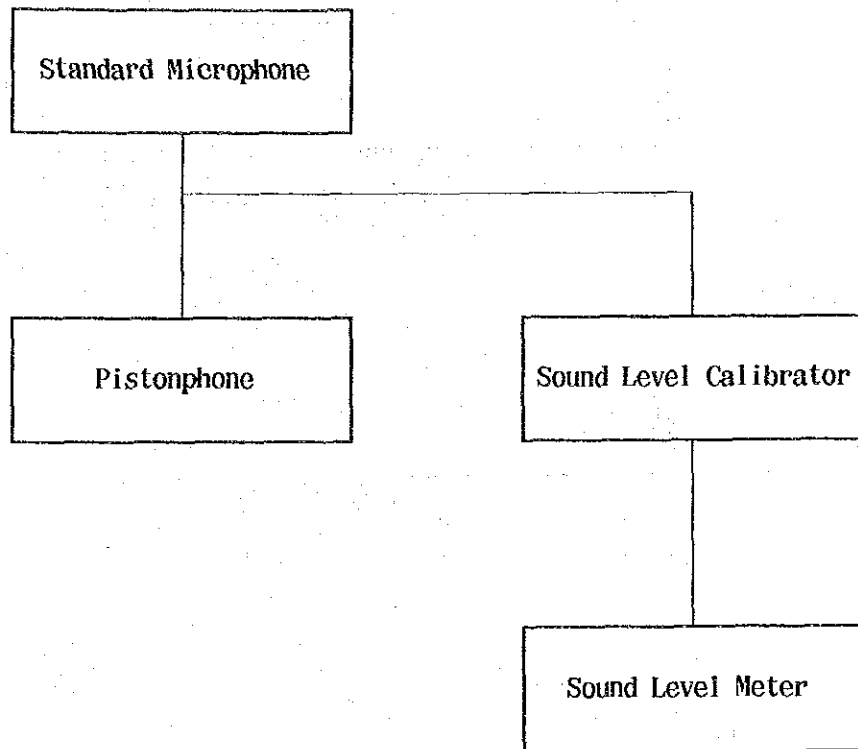 Standard Microphone
Pistonphone
Sound Level Calibrator
Sound Level Meter